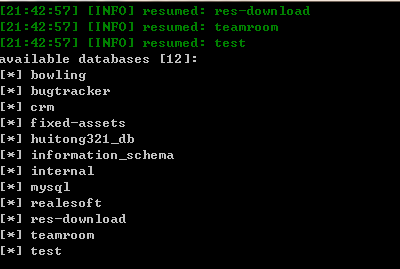 [21:42:57] [INFO] resumed: res-download
[21:42:57] [INFO] resumed: teamroom
[21:42:57] [INFO] resumed: test
available databases [12]:
[*] bowling
[*] bugtracker
[*] crm
[*] fixed-assets
[*] huitong321_db
[*] information_schema
[*] internal
[*] mysql
[*] realesoft
[*] res-download
[*] teamroom
[*] test